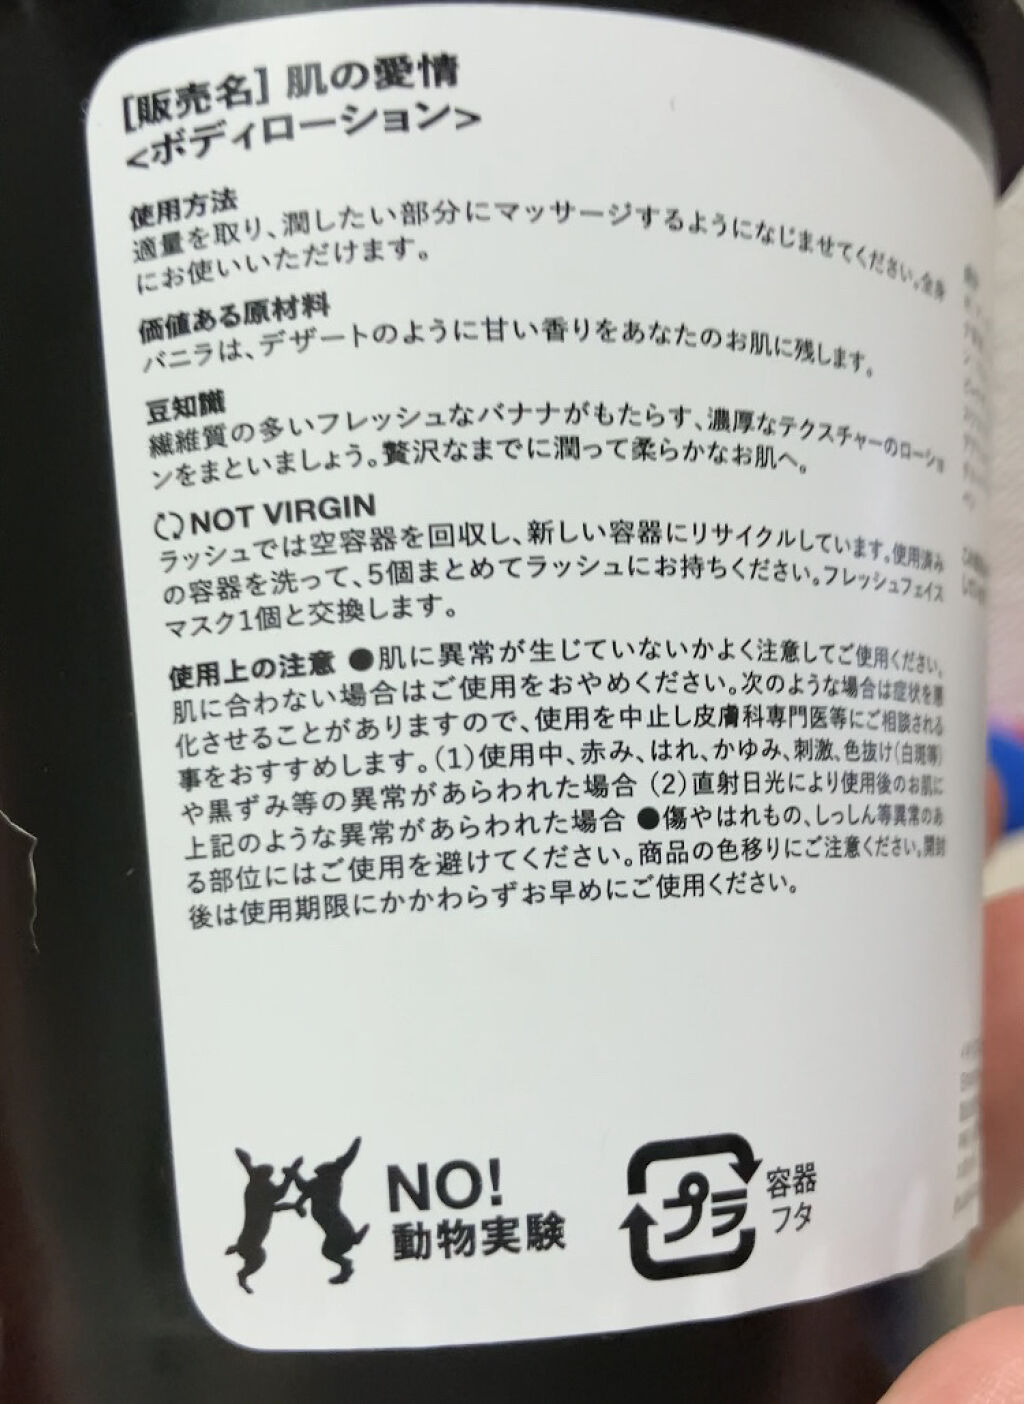 [販売名] 肌の愛情
<ボディローション>
使用方法
適量を取り、潤したい部分にマッサージするようになじませてください。全身
にお使いいただけます。
価値ある原材料
バニラは、デザートのように甘い香りをあなたのお肌に残します。
豆知識
繊維質の多いフレッシュなバナナがもたらす、濃厚なテクスチャーのローショ
ンをまといましょう。贅沢なまでに潤って柔らかなお肌へ。
NOT VIRGIN
ラッシュでは空容器を回収し、新しい容器にリサイクルしています。使用済み
の容器を洗って、5個まとめてラッシュにお持ちください。フレッシュフェイス
マスク1個と交換します。
使用上の注意 ●肌に異常が生じていないかよく注意してご使用ください。
肌に合わない場合はご使用をおやめください。次のような場合は症状を悪
化させることがありますので、使用を中止し皮膚科専門医等にご相談される
事をおすすめします。(1)使用中、赤み、はれ、かゆみ、刺激、色抜け(白斑等)
や黒ずみ等の異常があらわれた場合 (2)直射日光により使用後のお肌に
上記のような異常があらわれた場合 ●傷やはれもの、しっしん等異常のあ
る部位にはご使用を避けてください。商品の色移りにご注意ください。開封
後は使用期限にかかわらずお早めにご使用ください。
NO!
動物実験
プラ
容器
フタ